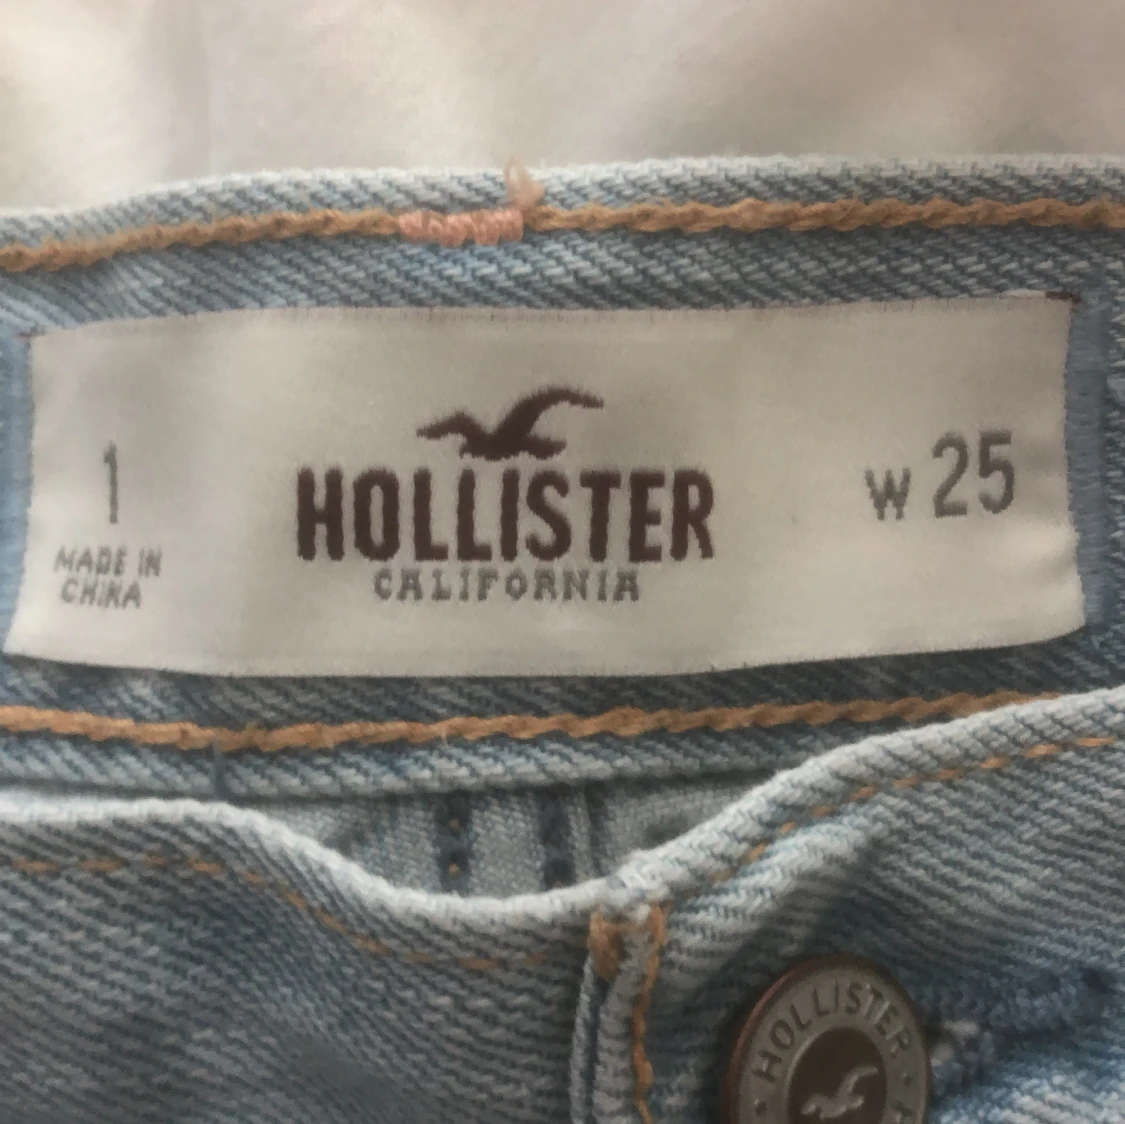 1
MADE IN
CHINA
HOLLISTER
CALIFORNIA
W 25
HOLLISTER